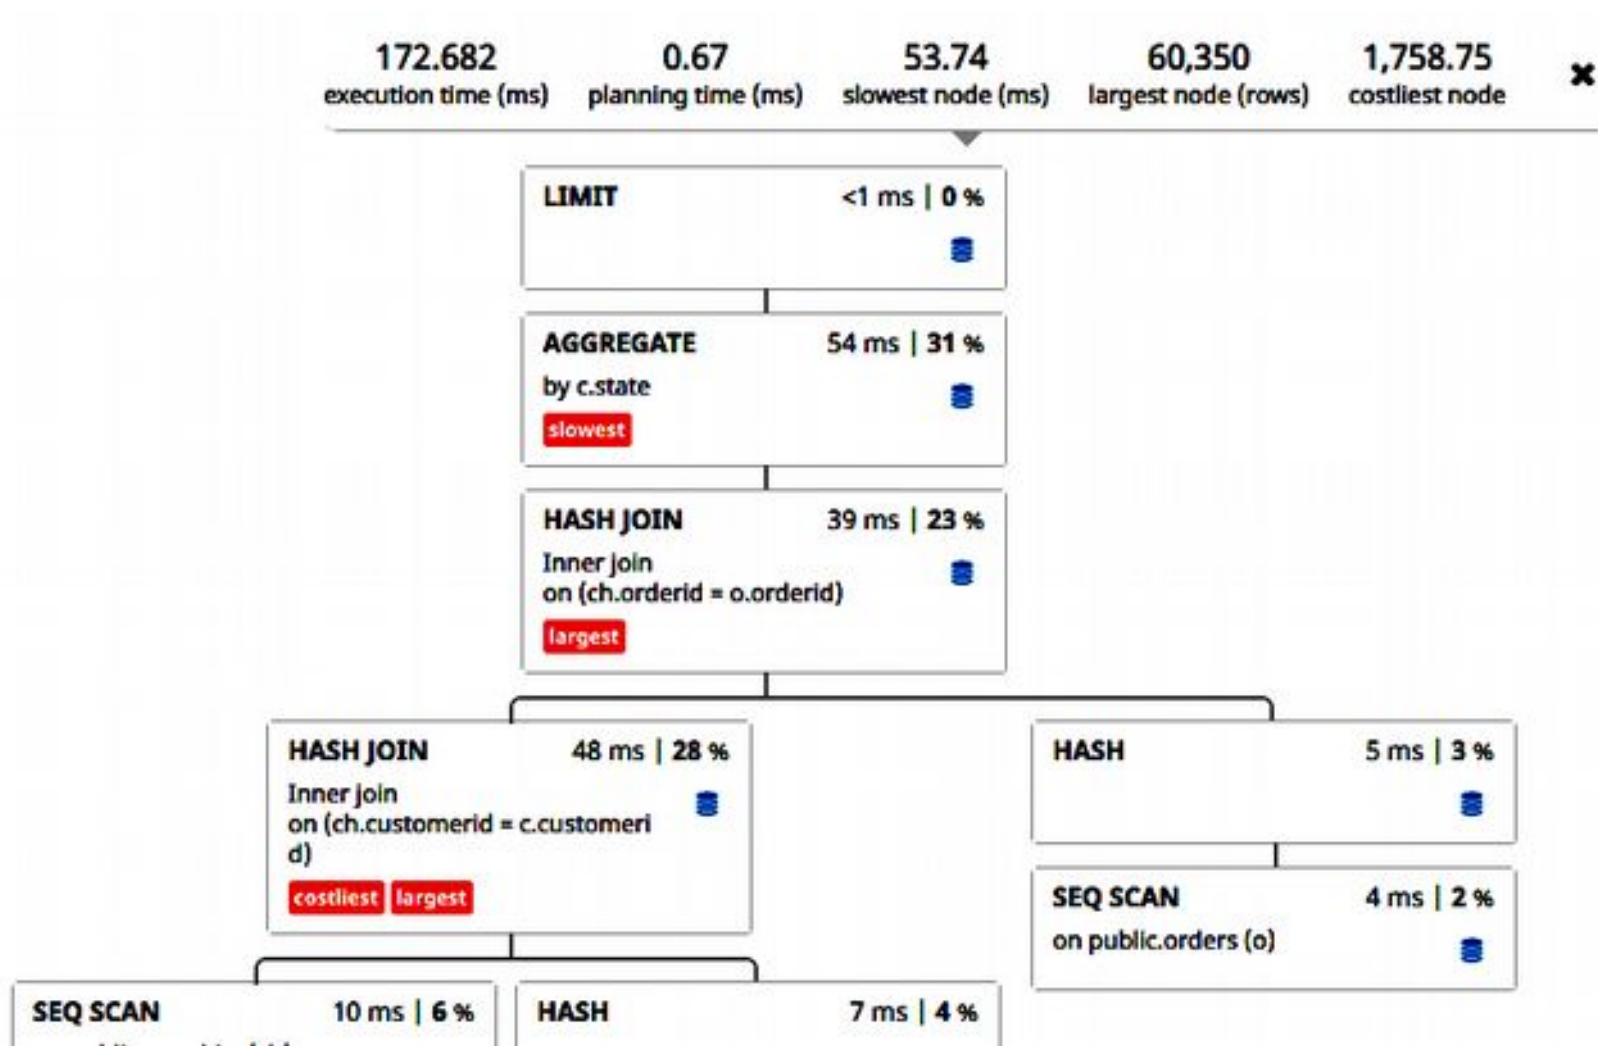 172.682 0.67 53.74 60,350 1,758.75
execution time (ms) planning time (ms) slowest node (ms) largest node (rows) costliest node
LIMIT <1 ms | 0 %
AGGREGATE 54 ms | 31 %
by c.state
slowest
HASH JOIN 39 ms | 23 %
Inner join
on (ch.orderid = o.orderid)
largest
HASH JOIN 48 ms | 28 %
Inner join
on (ch.customerid = c.customeri
d)
costliest largest
HASH 5 ms | 3 %
SEQ SCAN 4 ms | 2 %
on public.orders (o)
SEQ SCAN 10 ms | 6 %
HASH 7 ms | 4 %